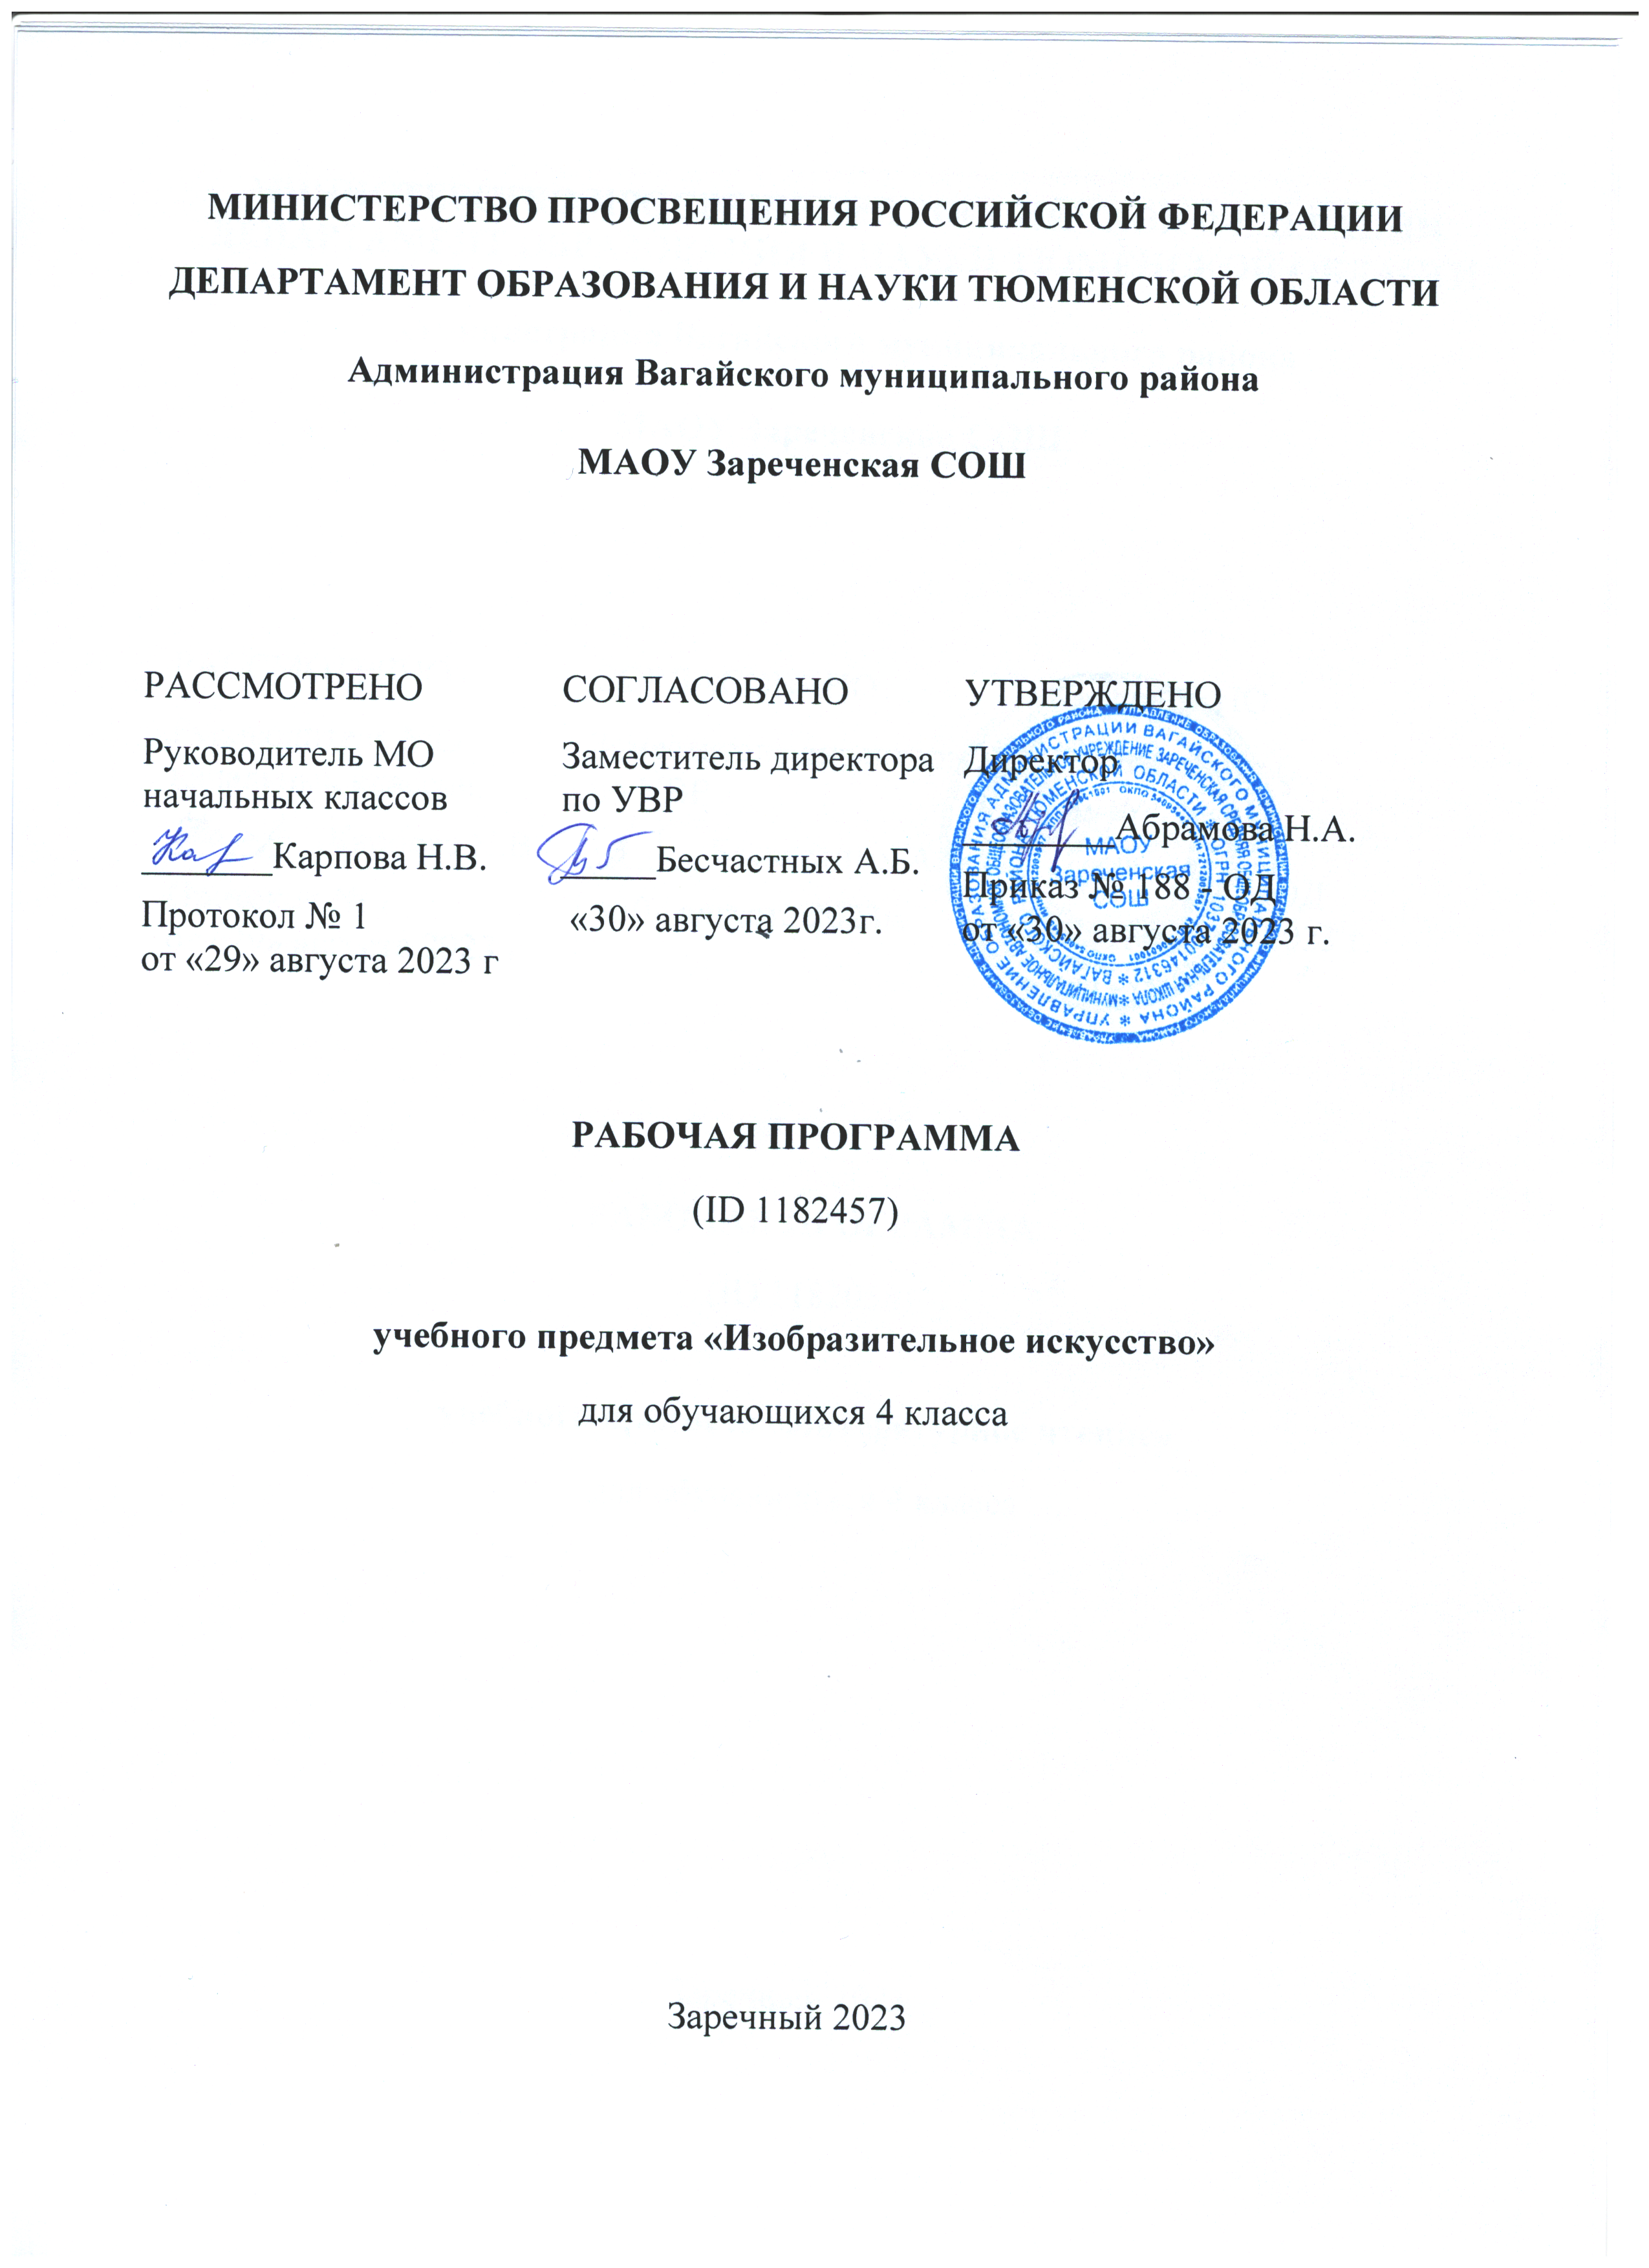 МИНИСТЕРСТВО ПРОСВЕЩЕНИЯ РОССИЙСКОЙ ФЕДЕРАЦИИ
ДЕПАРТАМЕНТ ОБРАЗОВАНИЯ И НАУКИ ТЮМЕНСКОЙ ОБЛАСТИ
Администрация Вагайского муниципального района
МАОУ Зареченская СОШ
РАССМОТРЕНО
Руководитель МО
начальных классов
Карпова Н.В.
Протокол № 1
от «29» августа 2023 г
СОГЛАСОВАНО
Заместитель директора
по УВР
Бесчастных А.Б.
«30» августа 2023г.
УТВЕРЖДЕНО
Директор
Абрамова Н.А.
Приказ № 188 - ОД
от «30» августа 2023 г.
МАОУ
Зареченская
СОШ
РАБОЧАЯ ПРОГРАММА
(ID 1182457)
учебного предмета «Изобразительное искусство»
для обучающихся 4 класса
Заречный 2023